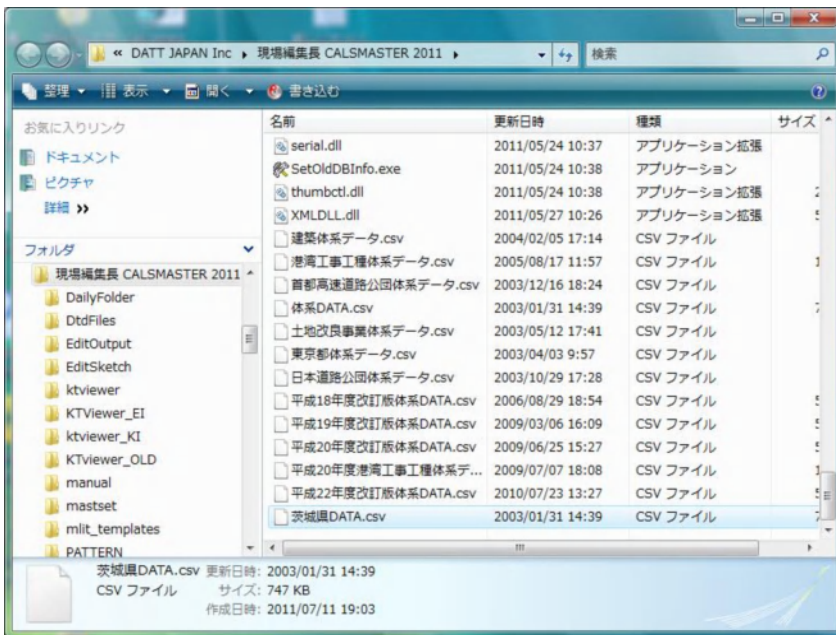 « DATT JAPAN Inc ▸ 現場編集長 CALSMASTER 2011 ▸
検索
整理 表示 開く 書き込む
お気に入りリンク
ドキュメント
ピクチャ
詳細 »
フォルダ
現場編集長 CALSMASTER 2011
DailyFolder
DtdFiles
EditOutput
EditSketch
ktviewer
KTViewer_EI
ktviewer_KI
KTviewer_OLD
manual
mastset
mlit_templates
PATTERN
名前 更新日時 種類 サイズ
serial.dll 2011/05/24 10:37 アプリケーション拡張
SetOldDBInfo.exe 2011/05/24 10:38 アプリケーション
thumbctl.dll 2011/05/24 10:38 アプリケーション拡張
XMLDLL.dll 2011/05/27 10:26 アプリケーション拡張
建築体系データ.csv 2004/02/05 17:14 CSV ファイル
港湾工事工種体系データ.csv 2005/08/17 11:57 CSV ファイル
首都高速道路公団体系データ.csv 2003/12/16 18:24 CSV ファイル
体系DATA.csv 2003/01/31 14:39 CSV ファイル
土地改良事業体系データ.csv 2003/05/12 17:41 CSV ファイル
東京都体系データ.csv 2003/04/03 9:57 CSV ファイル
日本道路公団体系データ.csv 2003/10/29 17:28 CSV ファイル
平成18年度改訂版体系DATA.csv 2006/08/29 18:54 CSV ファイル
平成19年度改訂版体系DATA.csv 2009/03/06 16:09 CSV ファイル
平成20年度改訂版体系DATA.csv 2009/06/25 15:27 CSV ファイル
平成20年度港湾工事工種体系デ... 2009/07/07 18:08 CSV ファイル
平成22年度改訂版体系DATA.csv 2010/07/23 13:27 CSV ファイル
茨城県DATA.csv 2003/01/31 14:39 CSV ファイル
茨城県DATA.csv 更新日時: 2003/01/31 14:39
CSV ファイル サイズ: 747 KB
作成日時: 2011/07/11 19:03